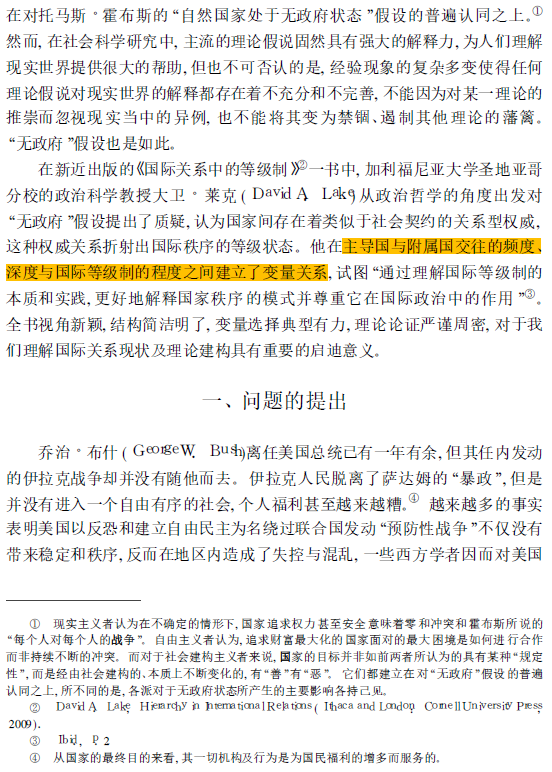 在对托马斯°霍布斯的“自然国家处于无政府状态”假设的普遍认同之上。①
然而,在社会科学研究中,主流的理论假说固然具有强大的解释力,为人们理解
现实世界提供很大的帮助,但也不可否认的是,经验现象的复杂多变使得任何
理论假说对现实世界的解释都存在着不充分和不完善,不能因为对某一理论的
推崇而忽视现实当中的异例,也不能将其变为禁锢、遏制其他理论的藩篱。
“无政府”假设也是如此。
在新近出版的《国际关系中的等级制》②一书中,加利福尼亚大学圣地亚哥
分校的政治科学教授大卫°莱克( David A. Lake)从政治哲学的角度出发对
“无政府”假设提出了质疑,认为国家间存在着类似于社会契约的关系型权威,
这种权威关系折射出国际秩序的等级状态。他在主导国与附属国交往的频度、
深度与国际等级制的程度之间建立了变量关系,试图“通过理解国际等级制的
本质和实践,更好地解释国家秩序的模式并尊重它在国际政治中的作用”③。
全书视角新颖,结构简洁明了,变量选择典型有力,理论论证严谨周密,对于我
们理解国际关系现状及理论建构具有重要的启迪意义。
一、问题的提出
乔治°布什( George W. Bush)离任美国总统已有一年有余,但其任内发动
的伊拉克战争却并没有随他而去。伊拉克人民脱离了萨达姆的“暴政”,但是
并没有进入一个自由有序的社会,个人福利甚至越来越糟。④ 越来越多的事实
表明美国以反恐和建立自由民主为名绕过联合国发动“预防性战争”不仅没有
带来稳定和秩序,反而在地区内造成了失控与混乱,一些西方学者因而对美国
① 现实主义者认为在不确定的情形下,国家追求权力甚至安全意味着零和冲突和霍布斯所说的
“每个人对每个人的战争”。自由主义者认为,追求财富最大化的国家面对的最大困境是如何进行合作
而非持续不断的冲突。而对于社会建构主义者来说,国家的目标并非如前两者所认为的具有某种“规定
性”,而是经由社会建构的、本质上不断变化的,有“善”有“恶”。它们都建立在对“无政府”假设的普遍
认同之上,所不同的是,各派对于无政府状态所产生的主要影响各持己见。
② David A. Lake, Hierarchy in International Relations ( Ithaca and London: Cornell University Press,
2009).
③ Ibid., p. 2
④ 从国家的最终目的来看,其一切机构及行为是为国民福利的增多而服务的。